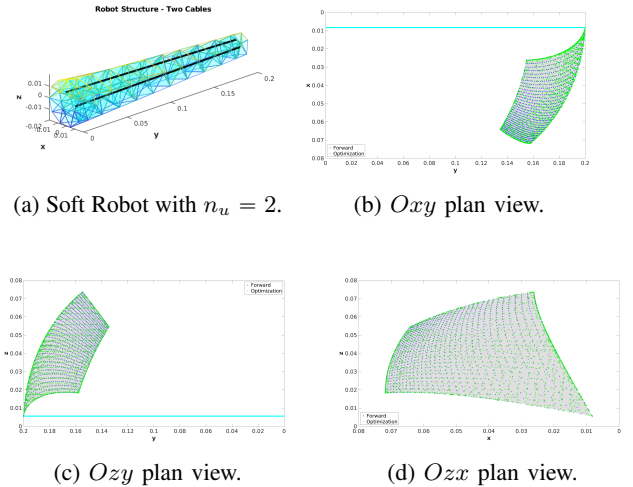 Robot Structure - Two Cables
0.01
0
-0.01
-0.02
z
0.01
0
-0.01
x
0
0.05
0.1
0.15
0.2
y
(a) Soft Robot with n_u = 2.
0
0.01
0.02
0.03
0.04
0.05
0.06
0.07
0.08
x
0 0.02 0.04 0.06 0.08 0.1 0.12 0.14 0.16 0.18 0.2
y
Forward
Optimization
(b) Oxy plan view.
0.08
0.07
0.06
0.05
0.04
0.03
0.02
0.01
0
z
0.2 0.18 0.16 0.14 0.12 0.1 0.08 0.06 0.04 0.02 0
y
Forward
Optimization
(c) Ozy plan view.
0.08
0.07
0.06
0.05
0.04
0.03
0.02
0.01
0
z
0.08 0.07 0.06 0.05 0.04 0.03 0.02 0.01 0
x
Forward
Optimization
(d) Ozx plan view.